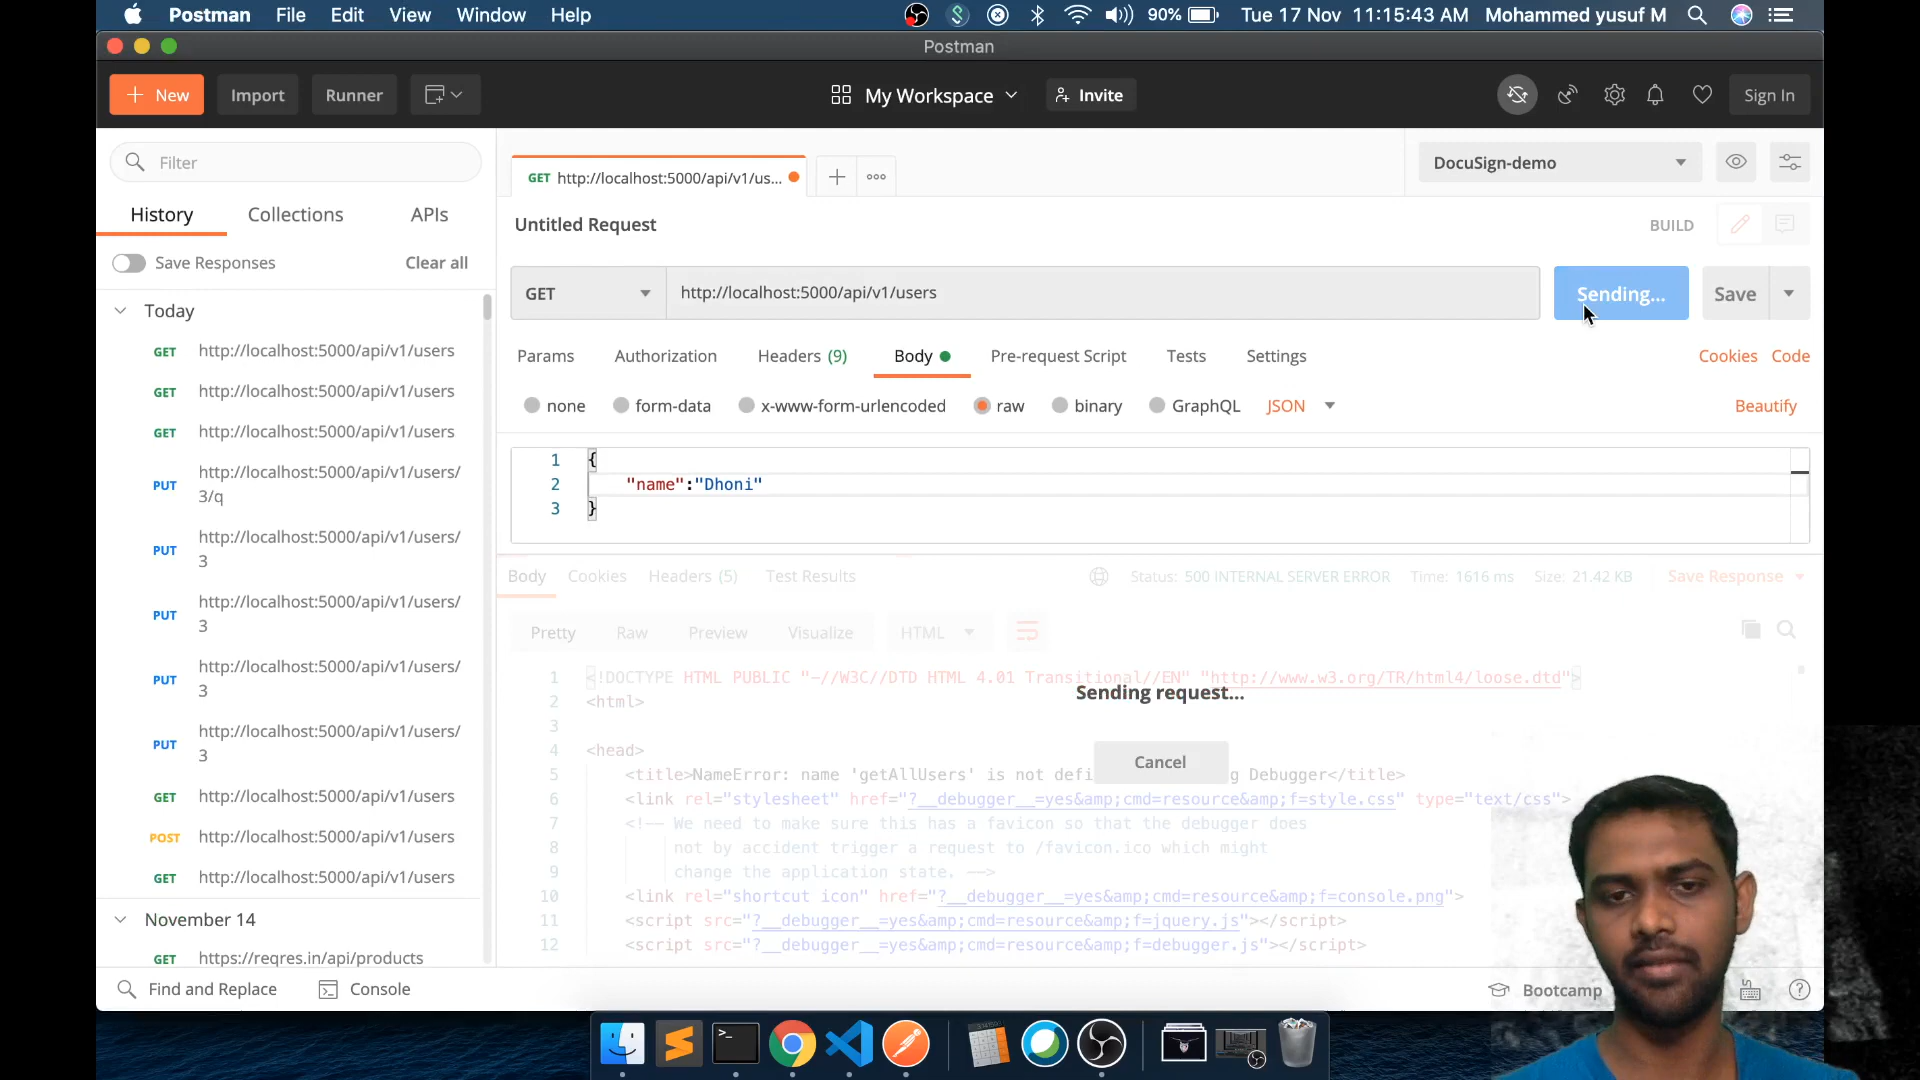 Postman File Edit View Window Help 90% Tue 17 Nov 11:15:43 AM Mohammed yusuf M
Postman
New Import Runner My Workspace Invite Sign In
Filter
GET http://localhost:5000/api/v1/us... DocuSign-demo
History Collections APIs
Untitled Request BUILD
Save Responses Clear all
GET http://localhost:5000/api/v1/users Sending... Save
Today
GET http://localhost:5000/api/v1/users
GET http://localhost:5000/api/v1/users
GET http://localhost:5000/api/v1/users
PUT http://localhost:5000/api/v1/users/
3/q
PUT http://localhost:5000/api/v1/users/
3
PUT http://localhost:5000/api/v1/users/
3
PUT http://localhost:5000/api/v1/users/
3
PUT http://localhost:5000/api/v1/users/
3
GET http://localhost:5000/api/v1/users
POST http://localhost:5000/api/v1/users
GET http://localhost:5000/api/v1/users
November 14
GET https://reqres.in/api/products
Params Authorization Headers (9) Body Pre-request Script Tests Settings Cookies Code
none form-data x-www-form-urlencoded raw binary GraphQL JSON Beautify
1 {
2 "name":"Dhoni"
3 }
Body Cookies Headers (5) Test Results Status: 500 INTERNAL SERVER ERROR Time: 1616 ms Size: 21.42 KB Save Response
Pretty Raw Preview Visualize HTML
1 <!DOCTYPE HTML PUBLIC "-//W3C//DTD HTML 4.01 Transitional//EN" "http://www.w3.org/TR/html4/loose.dtd">
Sending request...
2 <html>
3
4 <head>
Cancel
5 <title>NameError: name 'getAllUsers' is not defi g Debugger</title>
6 <link rel="stylesheet" href="?__debugger__=yes&amp;cmd=resource&amp;f=style.css" type="text/css">
7 <!-- We need to make sure this has a favicon so that the debugger does
8 not by accident trigger a request to /favicon.ico which might
9 change the application state. -->
10 <link rel="shortcut icon" href="?__debugger__=yes&amp;cmd=resource&amp;f=console.png">
11 <script src="?__debugger__=yes&amp;cmd=resource&amp;f=jquery.js"></script>
12 <script src="?__debugger__=yes&amp;cmd=resource&amp;f=debugger.js"></script>
Find and Replace Console Bootcamp